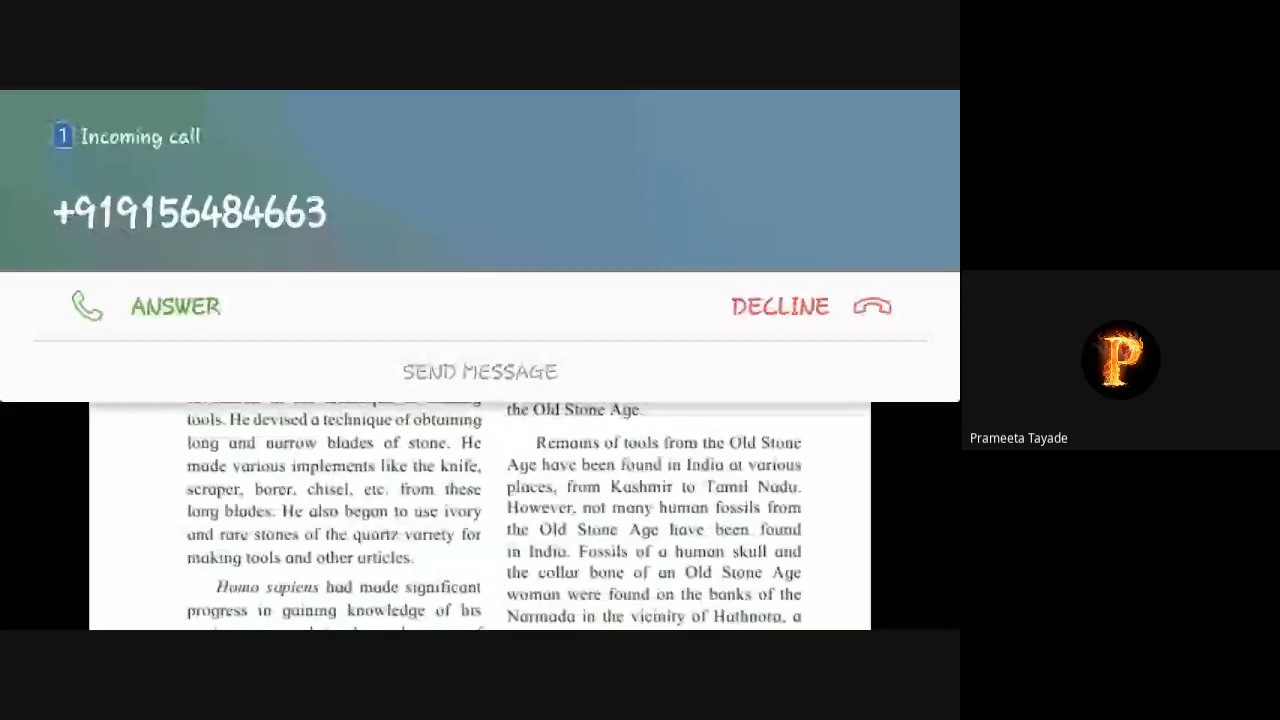 1 Incoming call
+919156484663
ANSWER
DECLINE
SEND MESSAGE
tools. He devised a technique of obtaining
long and narrow blades of stone. He
made various implements like the knife,
scraper, borer, chisel, etc. from these
long blades. He also began to use ivory
and rare stones of the quartz variety for
making tools and other articles.
Homo sapiens had made significant
progress in gaining knowledge of his
the Old Stone Age.
Remains of tools from the Old Stone
Age have been found in India at various
places, from Kashmir to Tamil Nadu.
However, not many human fossils from
the Old Stone Age have been found
in India. Fossils of a human skull and
the collar bone of an Old Stone Age
woman were found on the banks of the
Narmada in the vicinity of Hathnora, a
Prameeta Tayade
P